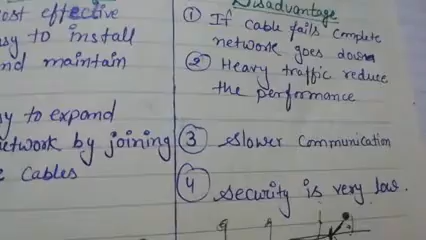 ost effective
sy to install
nd maintain
y to expand
etwork by joining
e cables
Disadvantage
① If cable fails complete
network goes down
② Heavy traffic reduce
the performance
③ Slower communication
④ Security is very low.